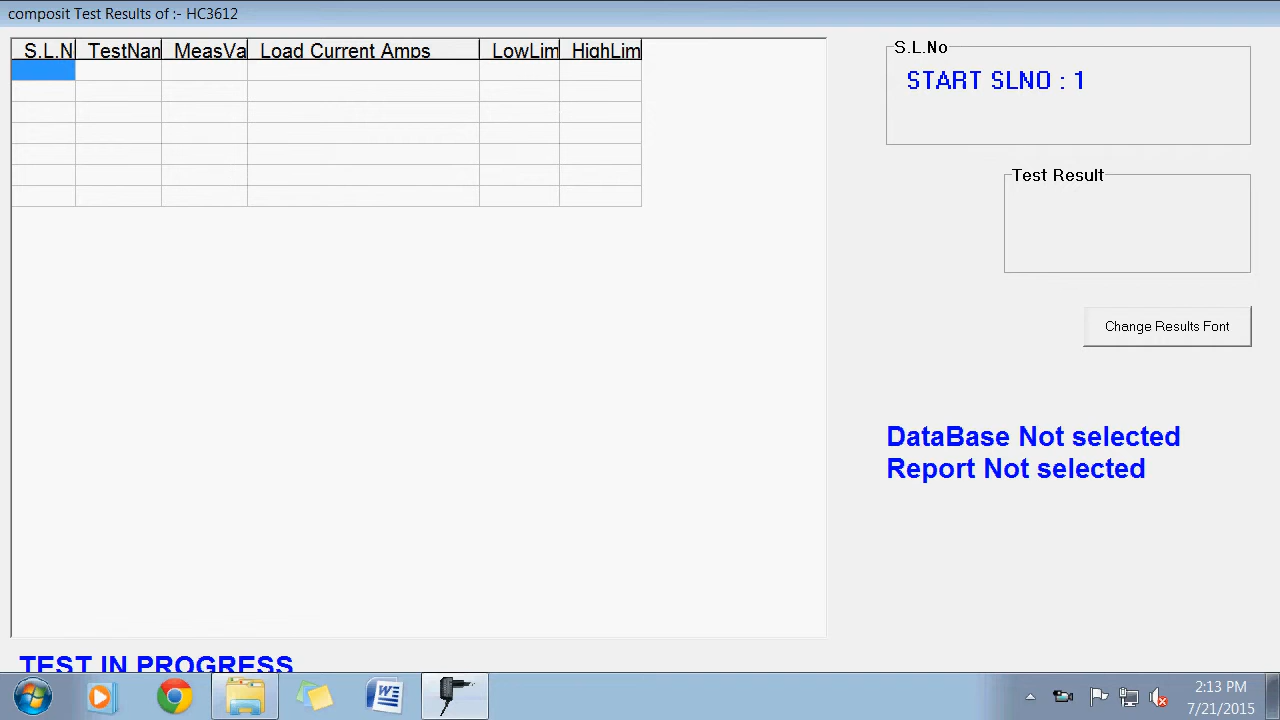 composit Test Results of :- HC3612
S.L.N TestNan MeasVa Load Current Amps LowLim HighLim
S.L.No
START SLNO : 1
Test Result
Change Results Font
DataBase Not selected
Report Not selected
TEST IN PROGRESS
2:13 PM
7/21/2015